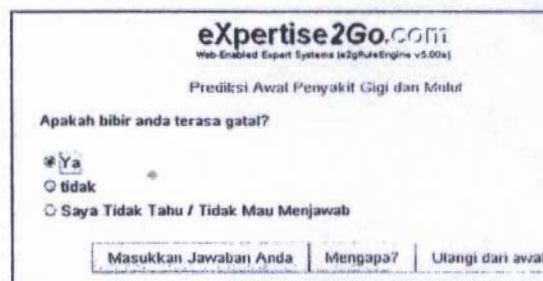 eXpertise2Go.com
Web-Enabled Expert Systems (e2gRuleEngine v5.00a)
Prediksi Awal Penyakit Gigi dan Mulut
Apakah bibir anda terasa gatal?
Ya
tidak
Saya Tidak Tahu / Tidak Mau Menjawab
Masukkan Jawaban Anda Mengapa? Ulangi dari awal